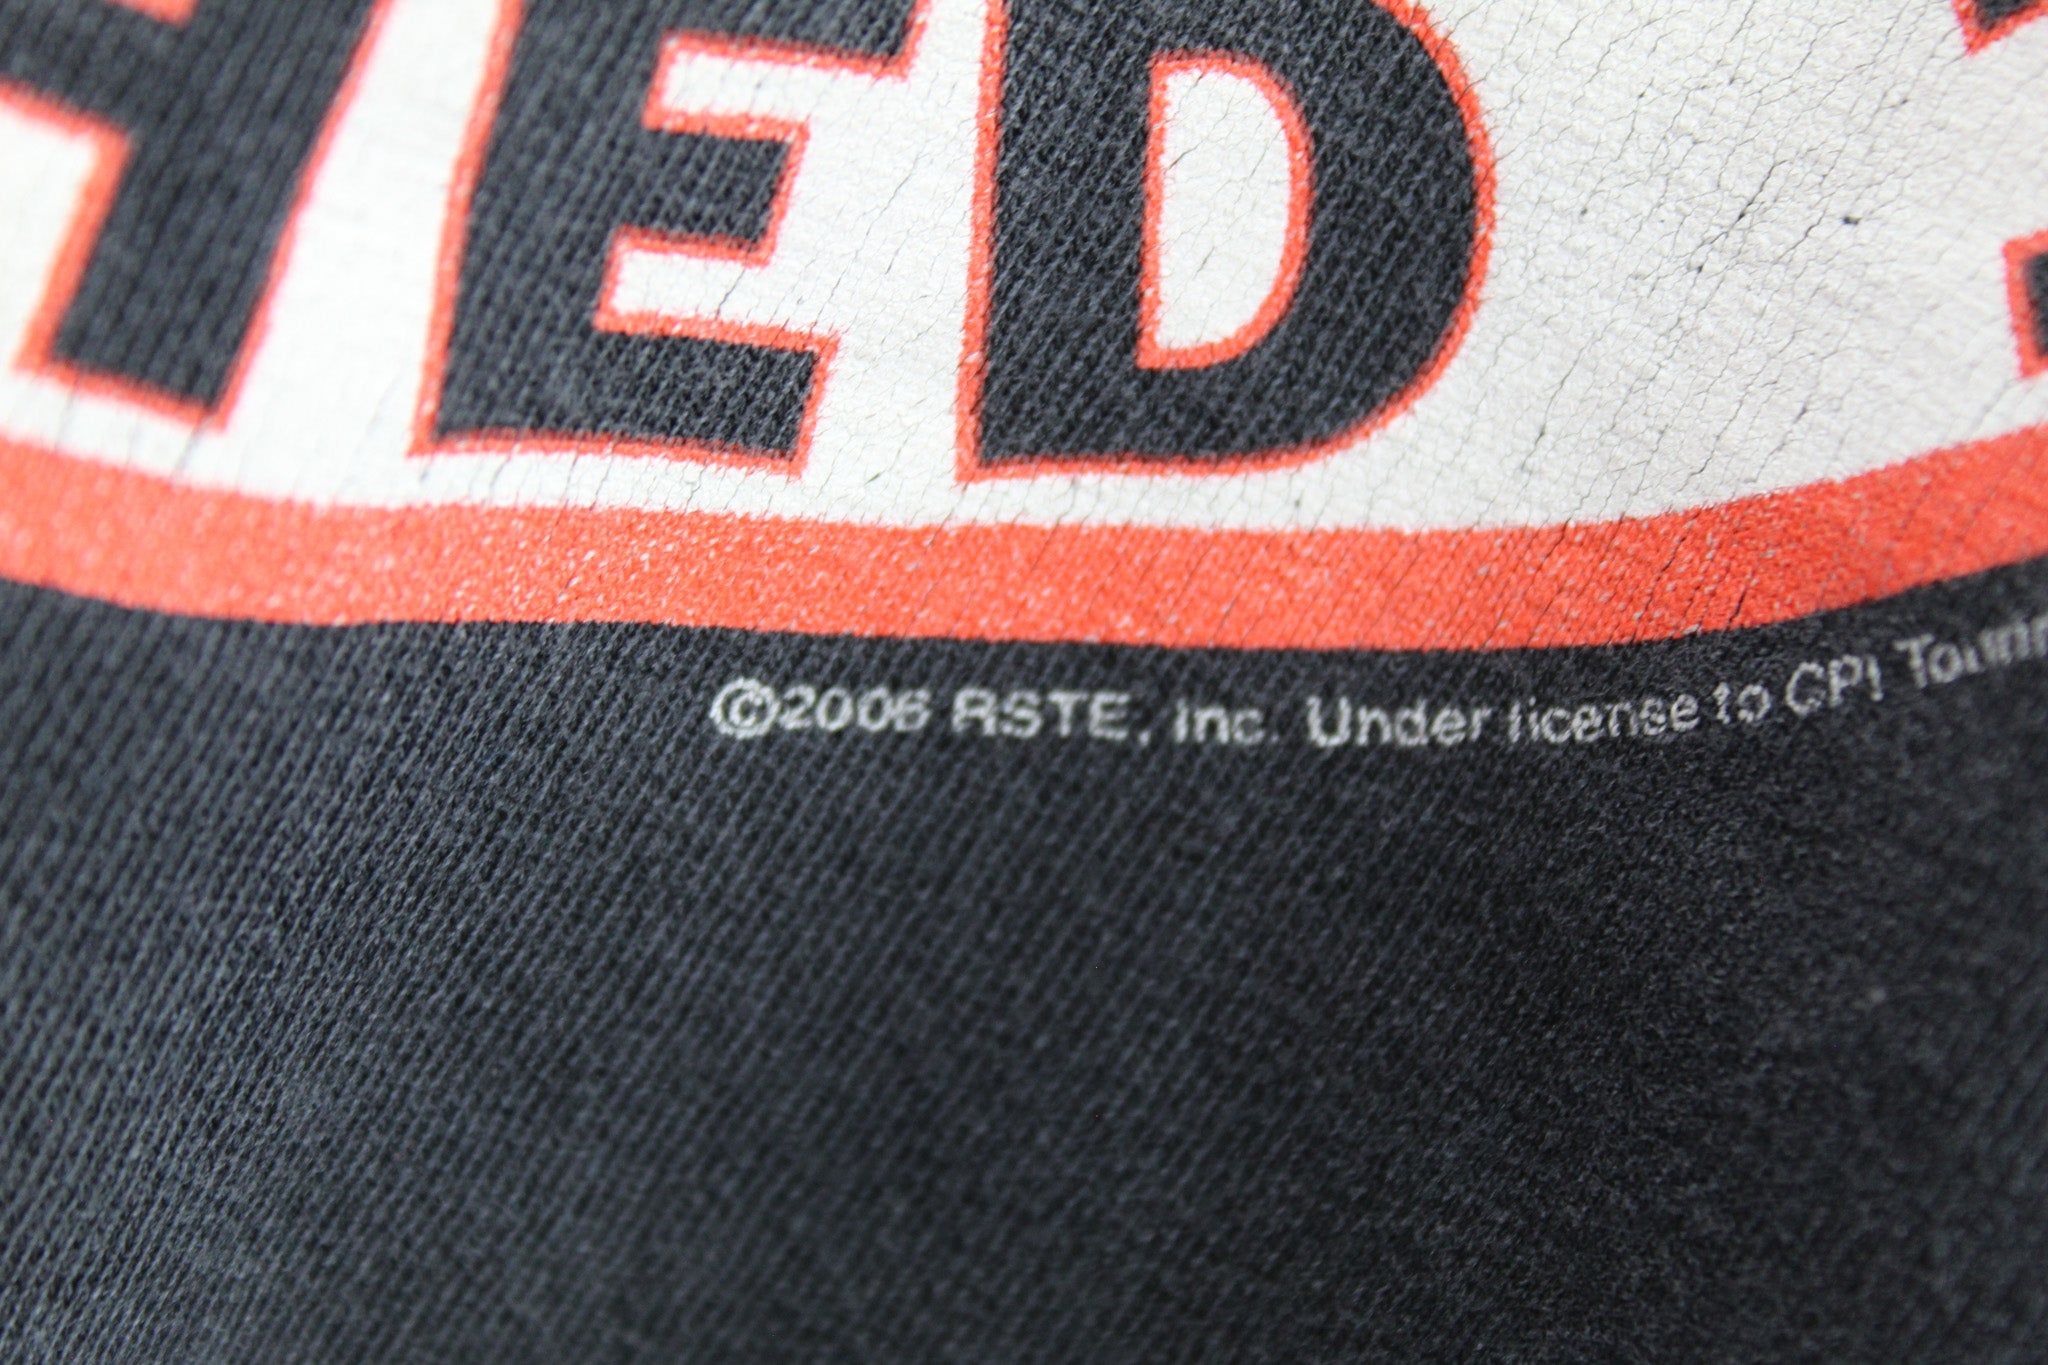 ED
©2006 RSTE, Inc. Under license to CPI